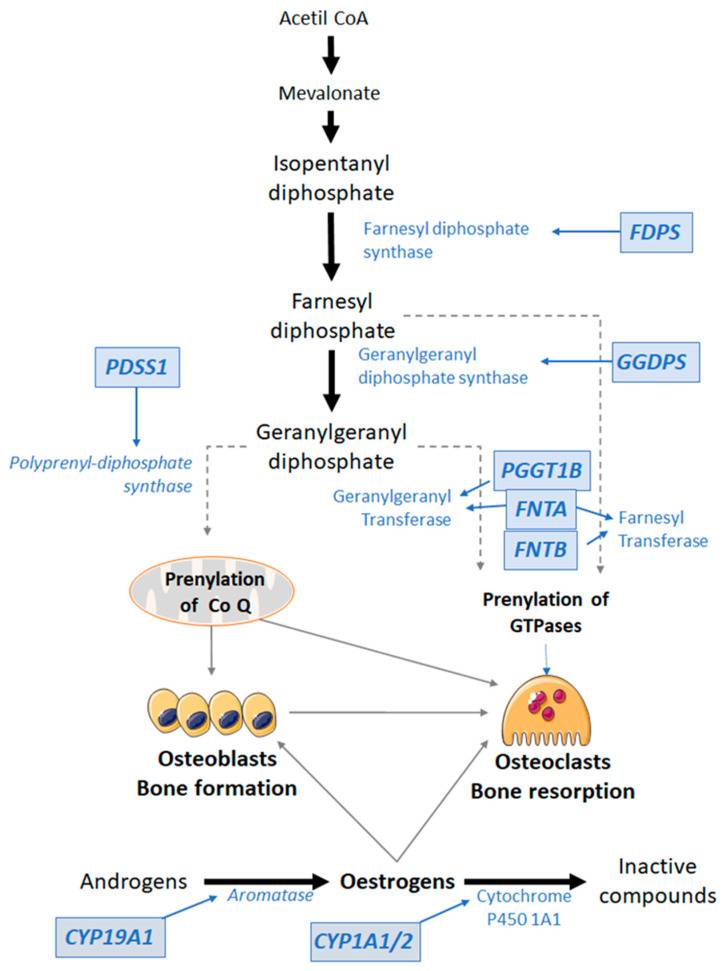 Acetil CoA
Mevalonate
Isopentanyl
diphosphate
Farnesyl diphosphate
synthase
FDPS
Farnesyl
diphosphate
PDSS1
Geranylgeranyl
diphosphate synthase
GGDPS
Geranylgeranyl
diphosphate
Polyprenyl-diphosphate
synthase
PGGT1B
Geranylgeranyl
Transferase
FNTA
Farnesyl
Transferase
FNTB
Prenylation
of Co Q
Prenylation of
GTPases
Osteoblasts
Bone formation
Osteoclasts
Bone resorption
Androgens
Aromatase
Oestrogens
Cytochrome
P450 1A1
Inactive
compounds
CYP19A1
CYP1A1/2